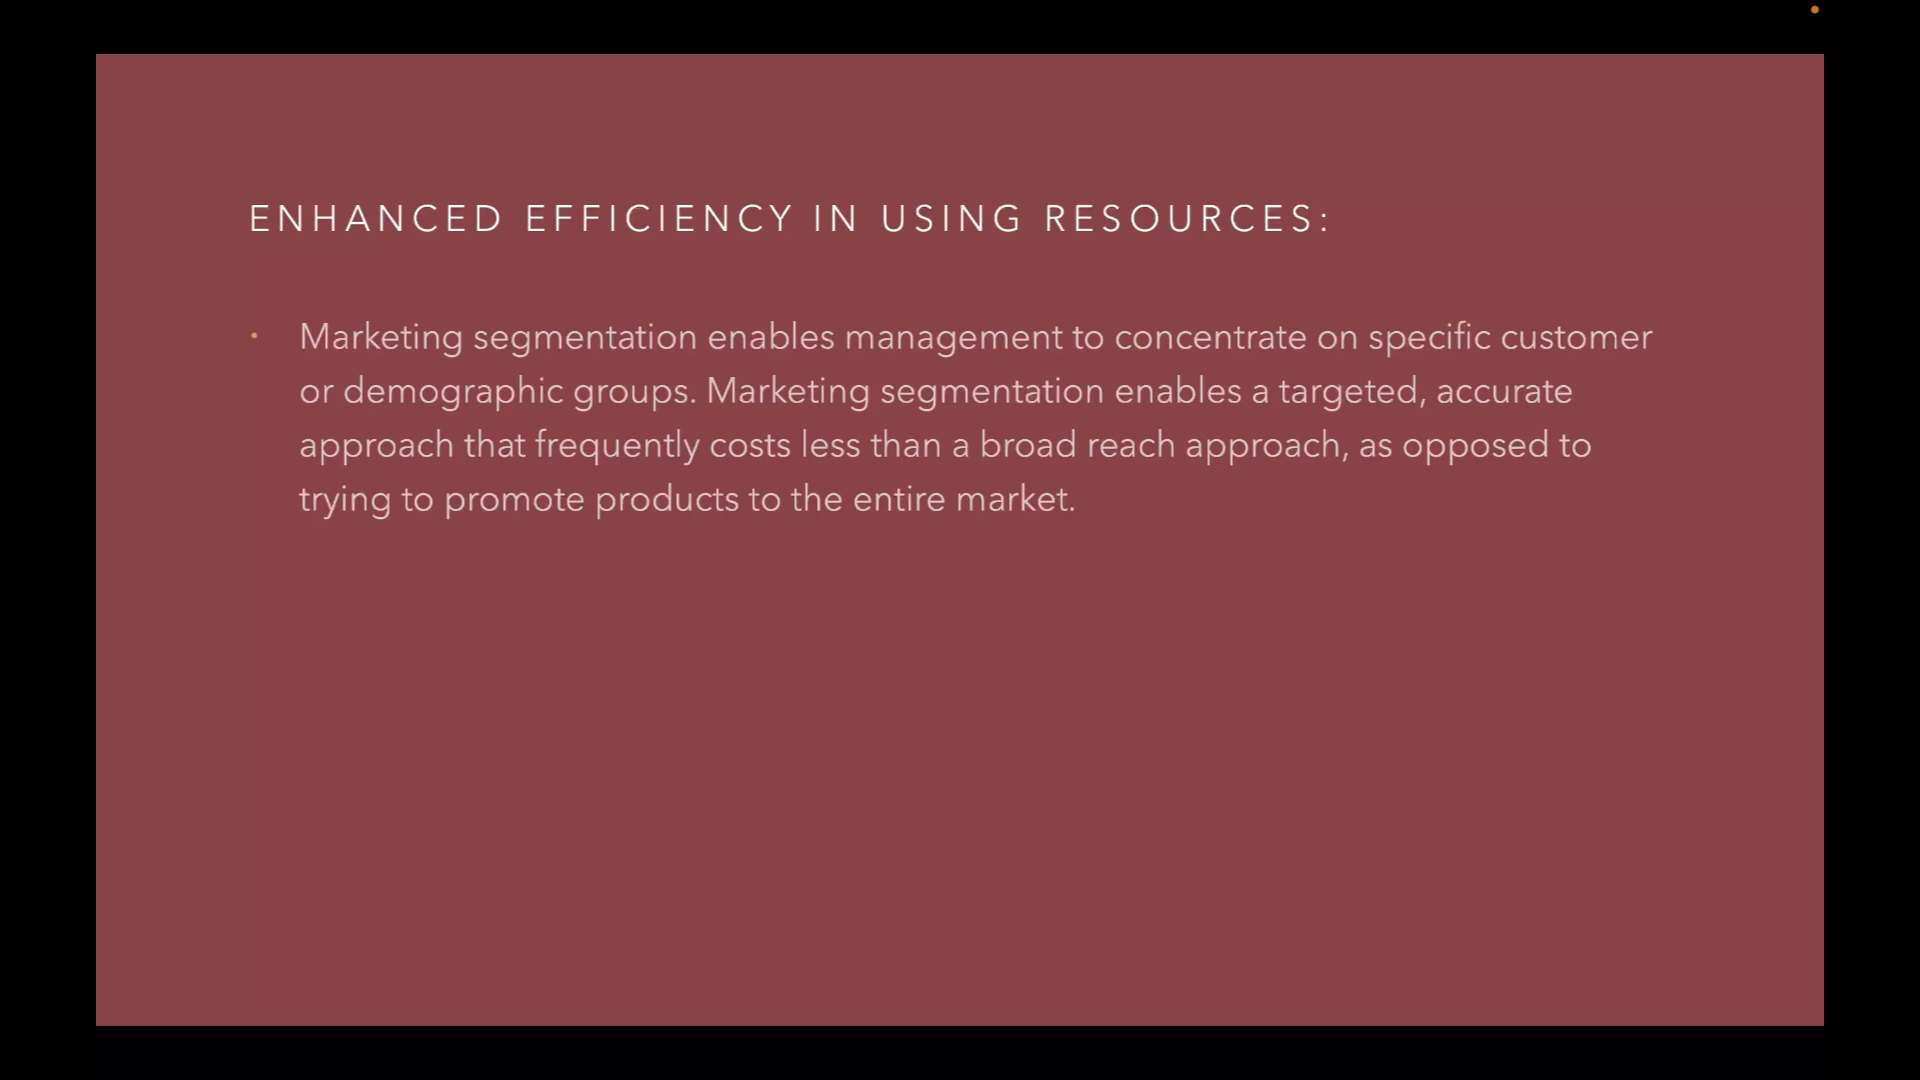 ENHANCED EFFICIENCY IN USING RESOURCES:
• Marketing segmentation enables management to concentrate on specific customer
or demographic groups. Marketing segmentation enables a targeted, accurate
approach that frequently costs less than a broad reach approach, as opposed to
trying to promote products to the entire market.